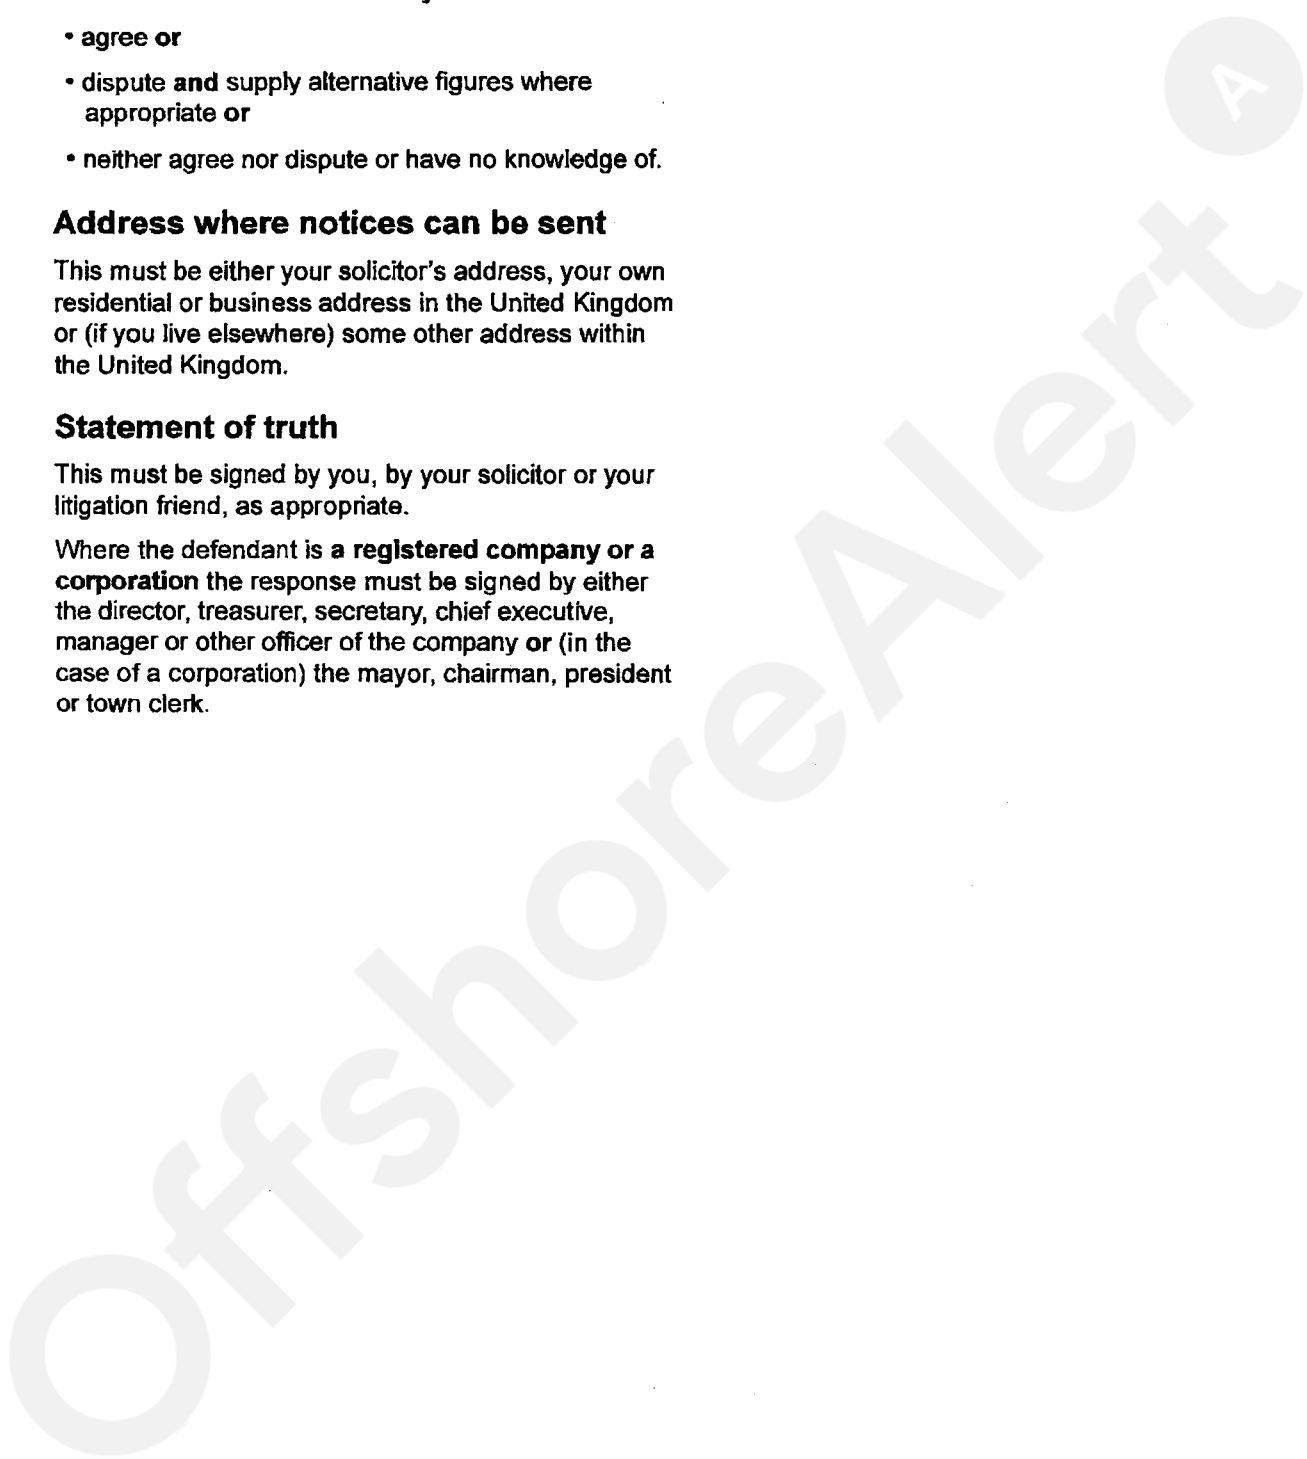 • agree or
• dispute and supply alternative figures where
appropriate or
• neither agree nor dispute or have no knowledge of.
Address where notices can be sent
This must be either your solicitor's address, your own
residential or business address in the United Kingdom
or (if you live elsewhere) some other address within
the United Kingdom.
Statement of truth
This must be signed by you, by your solicitor or your
litigation friend, as appropriate.
Where the defendant is a registered company or a
corporation the response must be signed by either
the director, treasurer, secretary, chief executive,
manager or other officer of the company or (in the
case of a corporation) the mayor, chairman, president
or town clerk.
OffshoreAlert
A